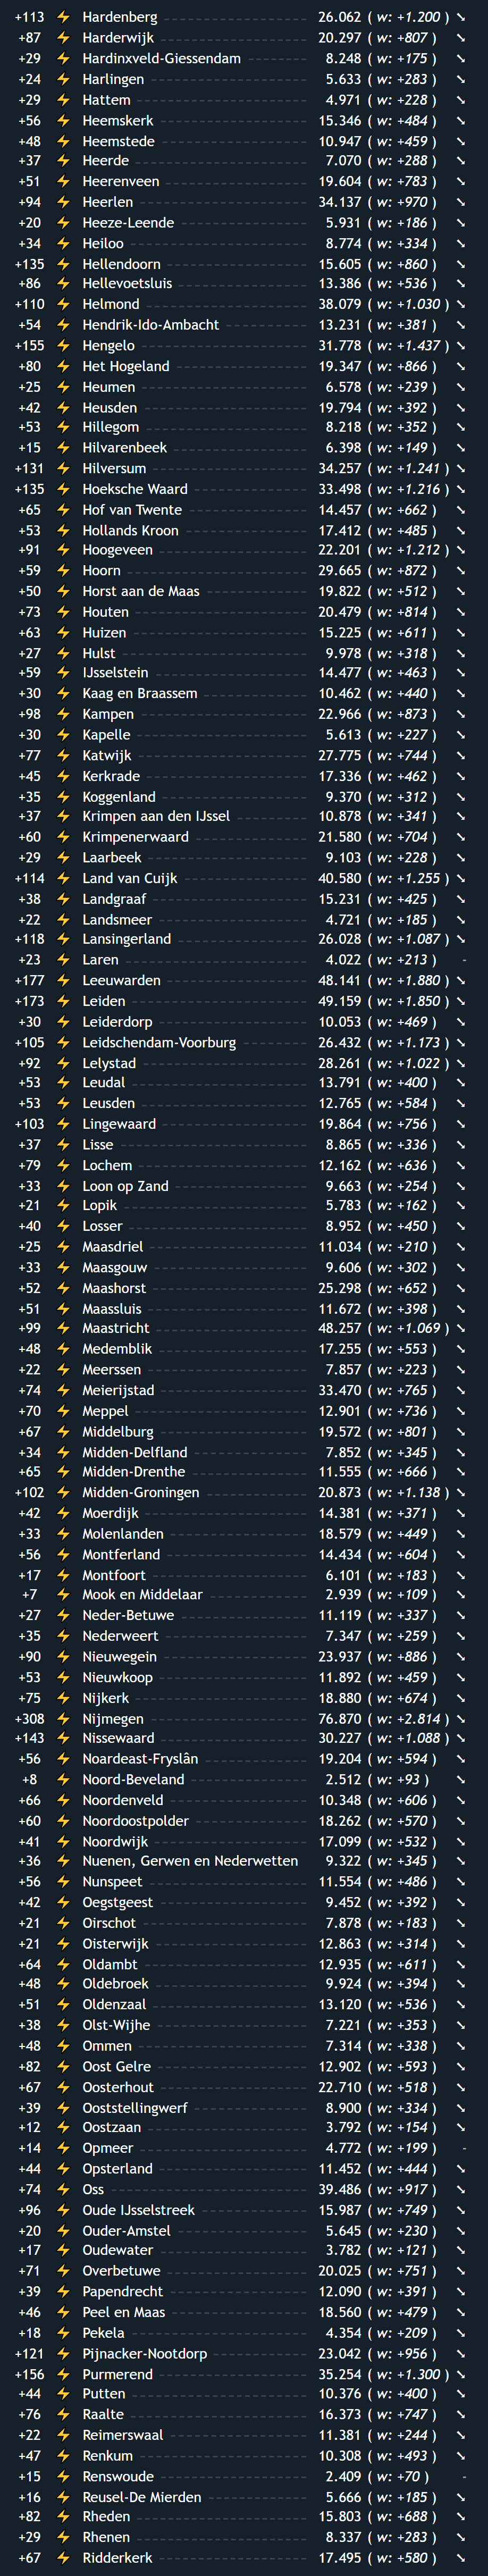 +113 ⚡ Hardenberg 26.062 ( w: +1.200 ) ⤡
+87 ⚡ Harderwijk 20.297 ( w: +807 ) ⤡
+29 ⚡ Hardinxveld-Giessendam 8.248 ( w: +175 ) ⤡
+24 ⚡ Harlingen 5.633 ( w: +283 ) ⤡
+29 ⚡ Hattem 4.971 ( w: +228 ) ⤡
+56 ⚡ Heemskerk 15.346 ( w: +484 ) ⤡
+48 ⚡ Heemstede 10.947 ( w: +459 ) ⤡
+37 ⚡ Heerde 7.070 ( w: +288 ) ⤡
+51 ⚡ Heerenveen 19.604 ( w: +783 ) ⤡
+94 ⚡ Heerlen 34.137 ( w: +970 ) ⤡
+20 ⚡ Heeze-Leende 5.931 ( w: +186 ) ⤡
+34 ⚡ Heiloo 8.774 ( w: +334 ) ⤡
+135 ⚡ Hellendoorn 15.605 ( w: +860 ) ⤡
+86 ⚡ Hellevoetsluis 13.386 ( w: +536 ) ⤡
+110 ⚡ Helmond 38.079 ( w: +1.030 ) ⤡
+54 ⚡ Hendrik-Ido-Ambacht 13.231 ( w: +381 ) ⤡
+155 ⚡ Hengelo 31.778 ( w: +1.437 ) ⤡
+80 ⚡ Het Hogeland 19.347 ( w: +866 ) ⤡
+25 ⚡ Heumen 6.578 ( w: +239 ) ⤡
+42 ⚡ Heusden 19.794 ( w: +392 ) ⤡
+53 ⚡ Hillegom 8.218 ( w: +352 ) ⤡
+15 ⚡ Hilvarenbeek 6.398 ( w: +149 ) ⤡
+131 ⚡ Hilversum 34.257 ( w: +1.241 ) ⤡
+135 ⚡ Hoeksche Waard 33.498 ( w: +1.216 ) ⤡
+65 ⚡ Hof van Twente 14.457 ( w: +662 ) ⤡
+53 ⚡ Hollands Kroon 17.412 ( w: +485 ) ⤡
+91 ⚡ Hoogeveen 22.201 ( w: +1.212 ) ⤡
+59 ⚡ Hoorn 29.665 ( w: +872 ) ⤡
+50 ⚡ Horst aan de Maas 19.822 ( w: +512 ) ⤡
+73 ⚡ Houten 20.479 ( w: +814 ) ⤡
+63 ⚡ Huizen 15.225 ( w: +611 ) ⤡
+27 ⚡ Hulst 9.978 ( w: +318 ) ⤡
+59 ⚡ IJsselstein 14.477 ( w: +463 ) ⤡
+30 ⚡ Kaag en Braassem 10.462 ( w: +440 ) ⤡
+98 ⚡ Kampen 22.966 ( w: +873 ) ⤡
+30 ⚡ Kapelle 5.613 ( w: +227 ) ⤡
+77 ⚡ Katwijk 27.775 ( w: +744 ) ⤡
+45 ⚡ Kerkrade 17.336 ( w: +462 ) ⤡
+35 ⚡ Koggenland 9.370 ( w: +312 ) ⤡
+37 ⚡ Krimpen aan den IJssel 10.878 ( w: +341 ) ⤡
+60 ⚡ Krimpenerwaard 21.580 ( w: +704 ) ⤡
+29 ⚡ Laarbeek 9.103 ( w: +228 ) ⤡
+114 ⚡ Land van Cuijk 40.580 ( w: +1.255 ) ⤡
+38 ⚡ Landgraaf 15.231 ( w: +425 ) ⤡
+22 ⚡ Landsmeer 4.721 ( w: +185 ) ⤡
+118 ⚡ Lansingerland 26.028 ( w: +1.087 ) ⤡
+23 ⚡ Laren 4.022 ( w: +213 ) -
+177 ⚡ Leeuwarden 48.141 ( w: +1.880 ) ⤡
+173 ⚡ Leiden 49.159 ( w: +1.850 ) ⤡
+30 ⚡ Leiderdorp 10.053 ( w: +469 ) ⤡
+105 ⚡ Leidschendam-Voorburg 26.432 ( w: +1.173 ) ⤡
+92 ⚡ Lelystad 28.261 ( w: +1.022 ) ⤡
+53 ⚡ Leudal 13.791 ( w: +400 ) ⤡
+53 ⚡ Leusden 12.765 ( w: +584 ) ⤡
+103 ⚡ Lingewaard 19.864 ( w: +756 ) ⤡
+37 ⚡ Lisse 8.865 ( w: +336 ) ⤡
+79 ⚡ Lochem 12.162 ( w: +636 ) ⤡
+33 ⚡ Loon op Zand 9.663 ( w: +254 ) ⤡
+21 ⚡ Lopik 5.783 ( w: +162 ) ⤡
+40 ⚡ Losser 8.952 ( w: +450 ) ⤡
+25 ⚡ Maasdriel 11.034 ( w: +210 ) ⤡
+33 ⚡ Maasgouw 9.606 ( w: +302 ) ⤡
+52 ⚡ Maashorst 25.298 ( w: +652 ) ⤡
+51 ⚡ Maassluis 11.672 ( w: +398 ) ⤡
+99 ⚡ Maastricht 48.257 ( w: +1.069 ) ⤡
+48 ⚡ Medemblik 17.255 ( w: +553 ) ⤡
+22 ⚡ Meerssen 7.857 ( w: +223 ) ⤡
+74 ⚡ Meierijstad 33.470 ( w: +765 ) ⤡
+70 ⚡ Meppel 12.901 ( w: +736 ) ⤡
+67 ⚡ Middelburg 19.572 ( w: +801 ) ⤡
+34 ⚡ Midden-Delfland 7.852 ( w: +345 ) ⤡
+65 ⚡ Midden-Drenthe 11.555 ( w: +666 ) ⤡
+102 ⚡ Midden-Groningen 20.873 ( w: +1.138 ) ⤡
+42 ⚡ Moerdijk 14.381 ( w: +371 ) ⤡
+33 ⚡ Molenlanden 18.579 ( w: +449 ) ⤡
+56 ⚡ Montferland 14.434 ( w: +604 ) ⤡
+17 ⚡ Montfoort 6.101 ( w: +183 ) ⤡
+7 ⚡ Mook en Middelaar 2.939 ( w: +109 ) ⤡
+27 ⚡ Neder-Betuwe 11.119 ( w: +337 ) ⤡
+35 ⚡ Nederweert 7.347 ( w: +259 ) ⤡
+90 ⚡ Nieuwegein 23.937 ( w: +886 ) ⤡
+53 ⚡ Nieuwkoop 11.892 ( w: +459 ) ⤡
+75 ⚡ Nijkerk 18.880 ( w: +674 ) ⤡
+308 ⚡ Nijmegen 76.870 ( w: +2.814 ) ⤡
+143 ⚡ Nissewaard 30.227 ( w: +1.088 ) ⤡
+56 ⚡ Noardeast-Fryslân 19.204 ( w: +594 ) ⤡
+8 ⚡ Noord-Beveland 2.512 ( w: +93 ) ⤡
+66 ⚡ Noordenveld 10.348 ( w: +606 ) ⤡
+60 ⚡ Noordoostpolder 18.262 ( w: +570 ) ⤡
+41 ⚡ Noordwijk 17.099 ( w: +532 ) ⤡
+36 ⚡ Nuenen, Gerwen en Nederwetten 9.322 ( w: +345 ) ⤡
+56 ⚡ Nunspeet 11.554 ( w: +486 ) ⤡
+42 ⚡ Oegstgeest 9.452 ( w: +392 ) ⤡
+21 ⚡ Oirschot 7.878 ( w: +183 ) ⤡
+21 ⚡ Oisterwijk 12.863 ( w: +314 ) ⤡
+64 ⚡ Oldambt 12.935 ( w: +611 ) ⤡
+48 ⚡ Oldebroek 9.924 ( w: +394 ) ⤡
+51 ⚡ Oldenzaal 13.120 ( w: +536 ) ⤡
+38 ⚡ Olst-Wijhe 7.221 ( w: +353 ) ⤡
+48 ⚡ Ommen 7.314 ( w: +338 ) ⤡
+82 ⚡ Oost Gelre 12.902 ( w: +593 ) ⤡
+67 ⚡ Oosterhout 22.710 ( w: +518 ) ⤡
+39 ⚡ Ooststellingwerf 8.900 ( w: +334 ) ⤡
+12 ⚡ Oostzaan 3.792 ( w: +154 ) ⤡
+14 ⚡ Opmeer 4.772 ( w: +199 ) -
+44 ⚡ Opsterland 11.452 ( w: +444 ) ⤡
+74 ⚡ Oss 39.486 ( w: +917 ) ⤡
+96 ⚡ Oude IJsselstreek 15.987 ( w: +749 ) ⤡
+20 ⚡ Ouder-Amstel 5.645 ( w: +230 ) ⤡
+17 ⚡ Oudewater 3.782 ( w: +121 ) ⤡
+71 ⚡ Overbetuwe 20.025 ( w: +751 ) ⤡
+39 ⚡ Papendrecht 12.090 ( w: +391 ) ⤡
+46 ⚡ Peel en Maas 18.560 ( w: +479 ) ⤡
+18 ⚡ Pekela 4.354 ( w: +209 ) ⤡
+121 ⚡ Pijnacker-Nootdorp 23.042 ( w: +956 ) ⤡
+156 ⚡ Purmerend 35.254 ( w: +1.300 ) ⤡
+44 ⚡ Putten 10.376 ( w: +400 ) ⤡
+76 ⚡ Raalte 16.373 ( w: +747 ) ⤡
+22 ⚡ Reimerswaal 11.381 ( w: +244 ) ⤡
+47 ⚡ Renkum 10.308 ( w: +493 ) ⤡
+15 ⚡ Renswoude 2.409 ( w: +70 ) -
+16 ⚡ Reusel-De Mierden 5.666 ( w: +185 ) ⤡
+82 ⚡ Rheden 15.803 ( w: +688 ) ⤡
+29 ⚡ Rhenen 8.337 ( w: +283 ) ⤡
+67 ⚡ Ridderkerk 17.495 ( w: +580 ) ⤡